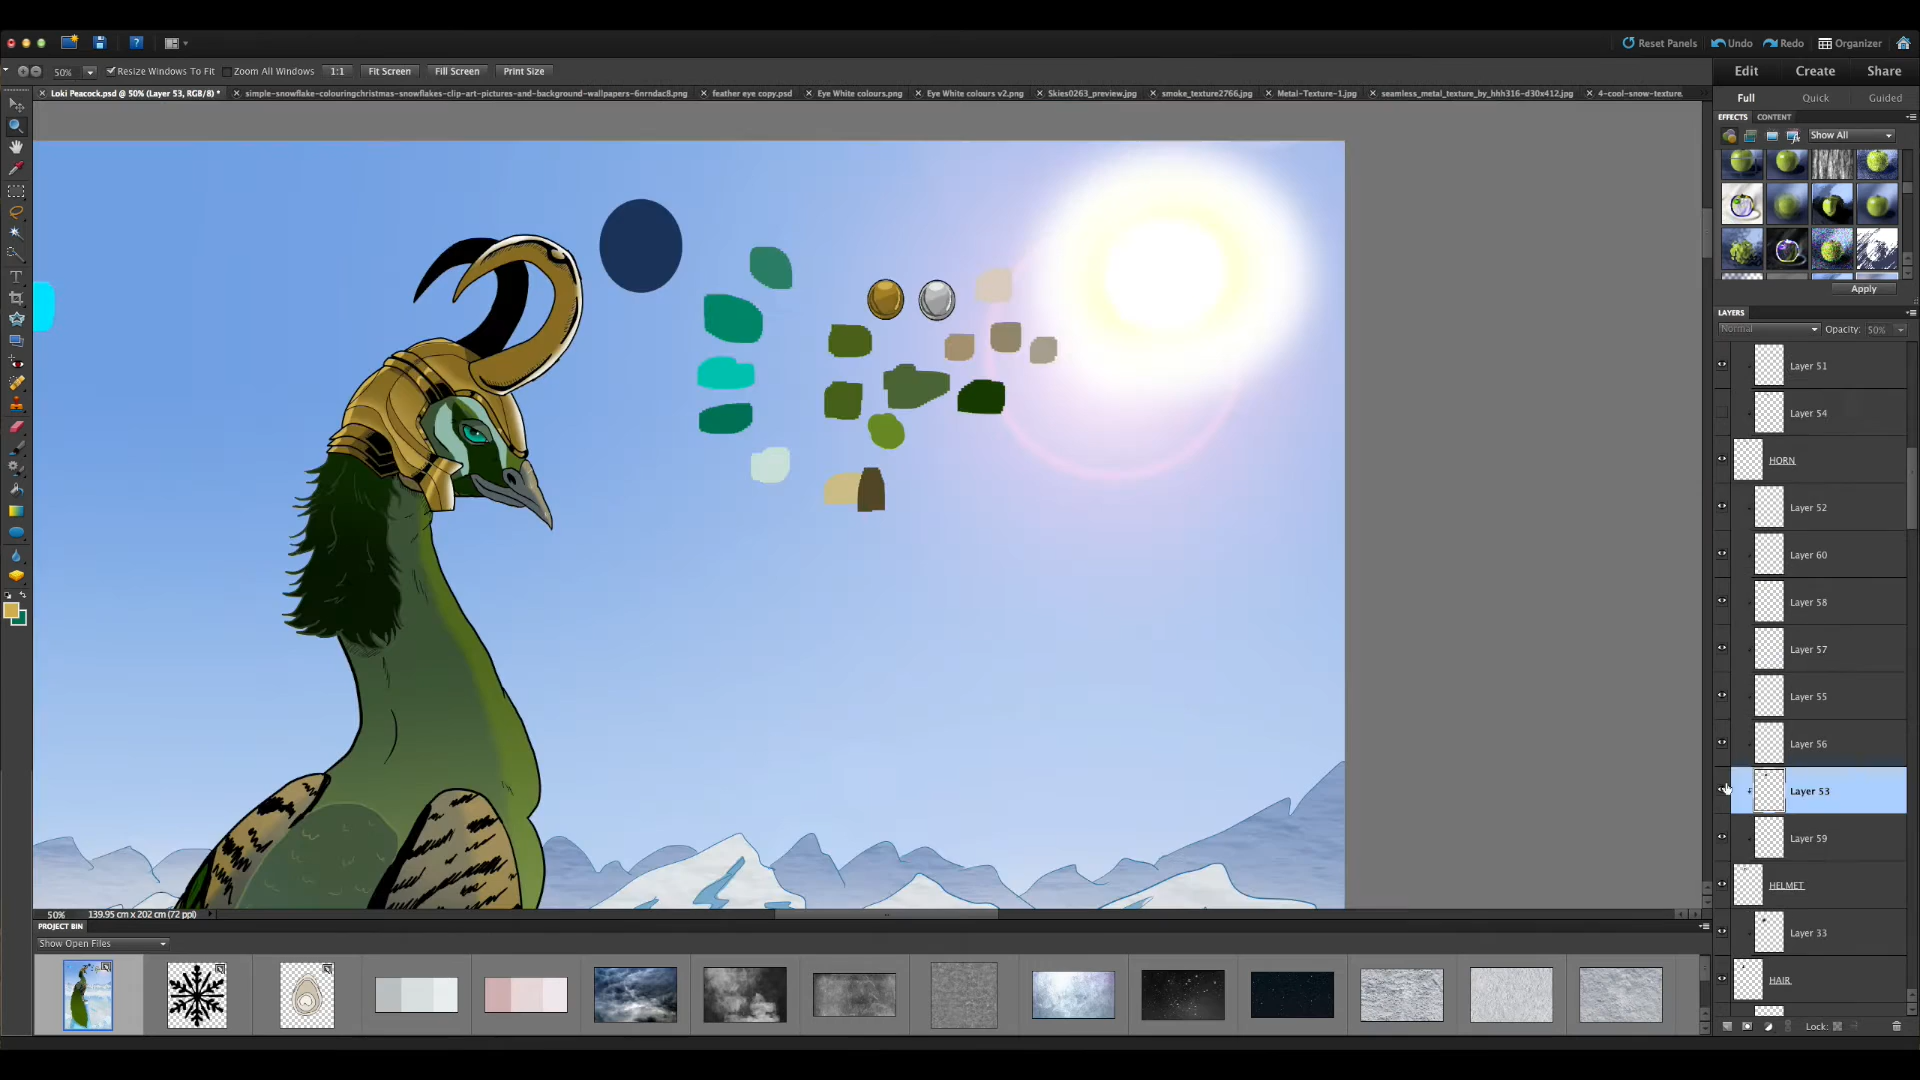 Reset Panels Undo Redo Organizer
50% Resize Windows To Fit Zoom All Windows 1:1 Fit Screen Fill Screen Print Size
Edit Create Share
Loki Peacock.psd @ 50% (Layer 53, RGB/8) * simple-snowflake-colouringchristmas-snowflakes-clip-art-pictures-and-background-wallpapers-6nrndac8.png feather eye copy.psd Eye White colours.png Eye White colours v2.png Skies0263_preview.jpg smoke_texture2766.jpg Metal-Texture-1.jpg seamless_metal_texture_by_hhh316-d30x412.jpg 4-cool-snow-texture.
Full Quick Guided
EFFECTS CONTENT
Show All
Apply
LAYERS
Normal Opacity: 50%
Layer 51
Layer 54
HORN
Layer 52
Layer 60
Layer 58
Layer 57
Layer 55
Layer 56
Layer 53
Layer 59
HELMET
Layer 33
HAIR
Lock:
50% 139.95 cm x 202 cm (72 ppi)
PROJECT BIN
Show Open Files